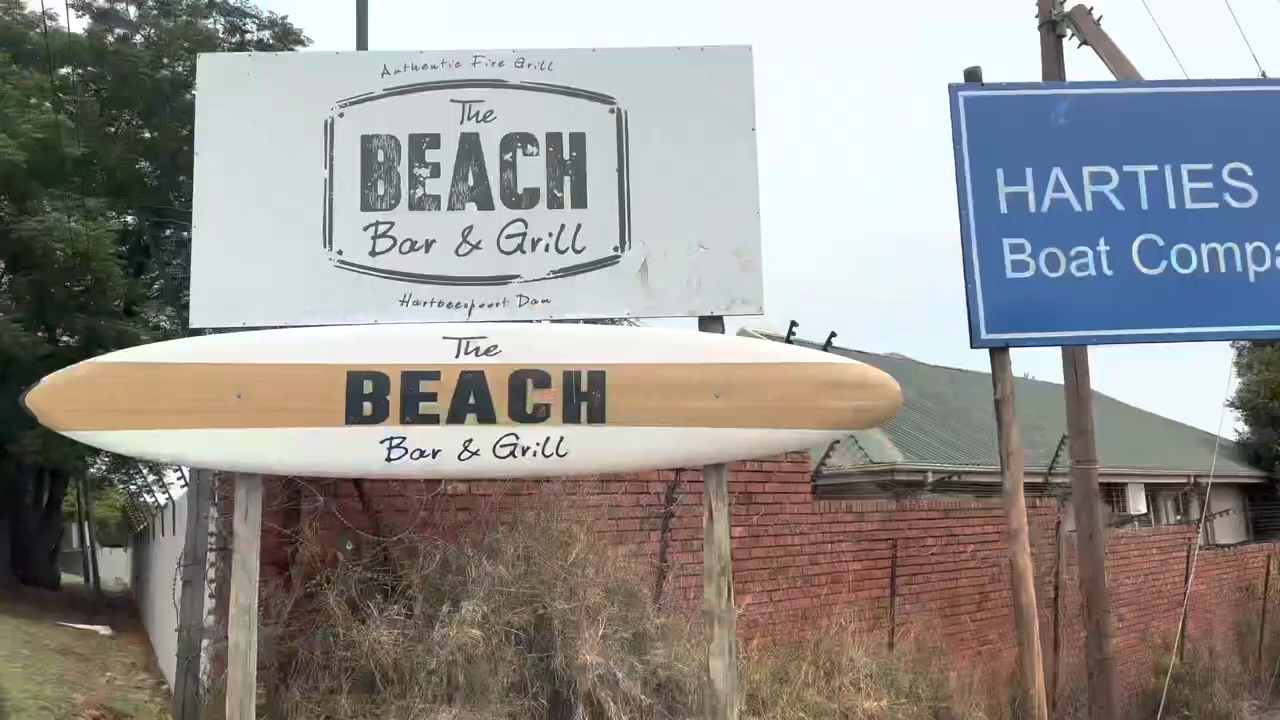 Authentic Fire Grill
The
BEACH
Bar & Grill
Hartbeespoort Dam
The
BEACH
Bar & Grill
HARTIES
Boat Compa